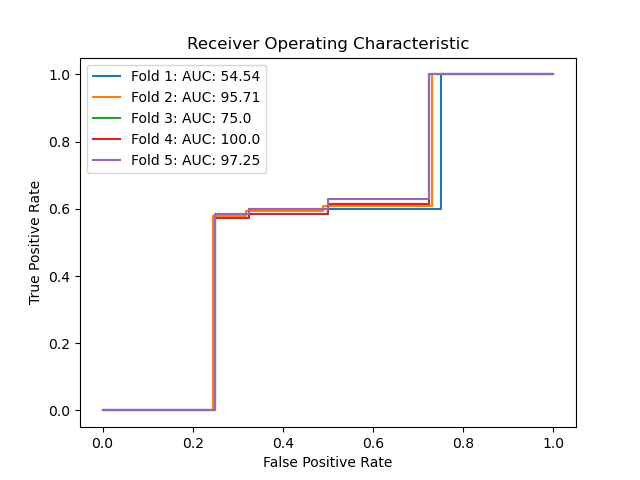 Receiver Operating Characteristic
Fold 1: AUC: 54.54
Fold 2: AUC: 95.71
Fold 3: AUC: 75.0
Fold 4: AUC: 100.0
Fold 5: AUC: 97.25
True Positive Rate
1.0
0.8
0.6
0.4
0.2
0.0
0.0 0.2 0.4 0.6 0.8 1.0
False Positive Rate